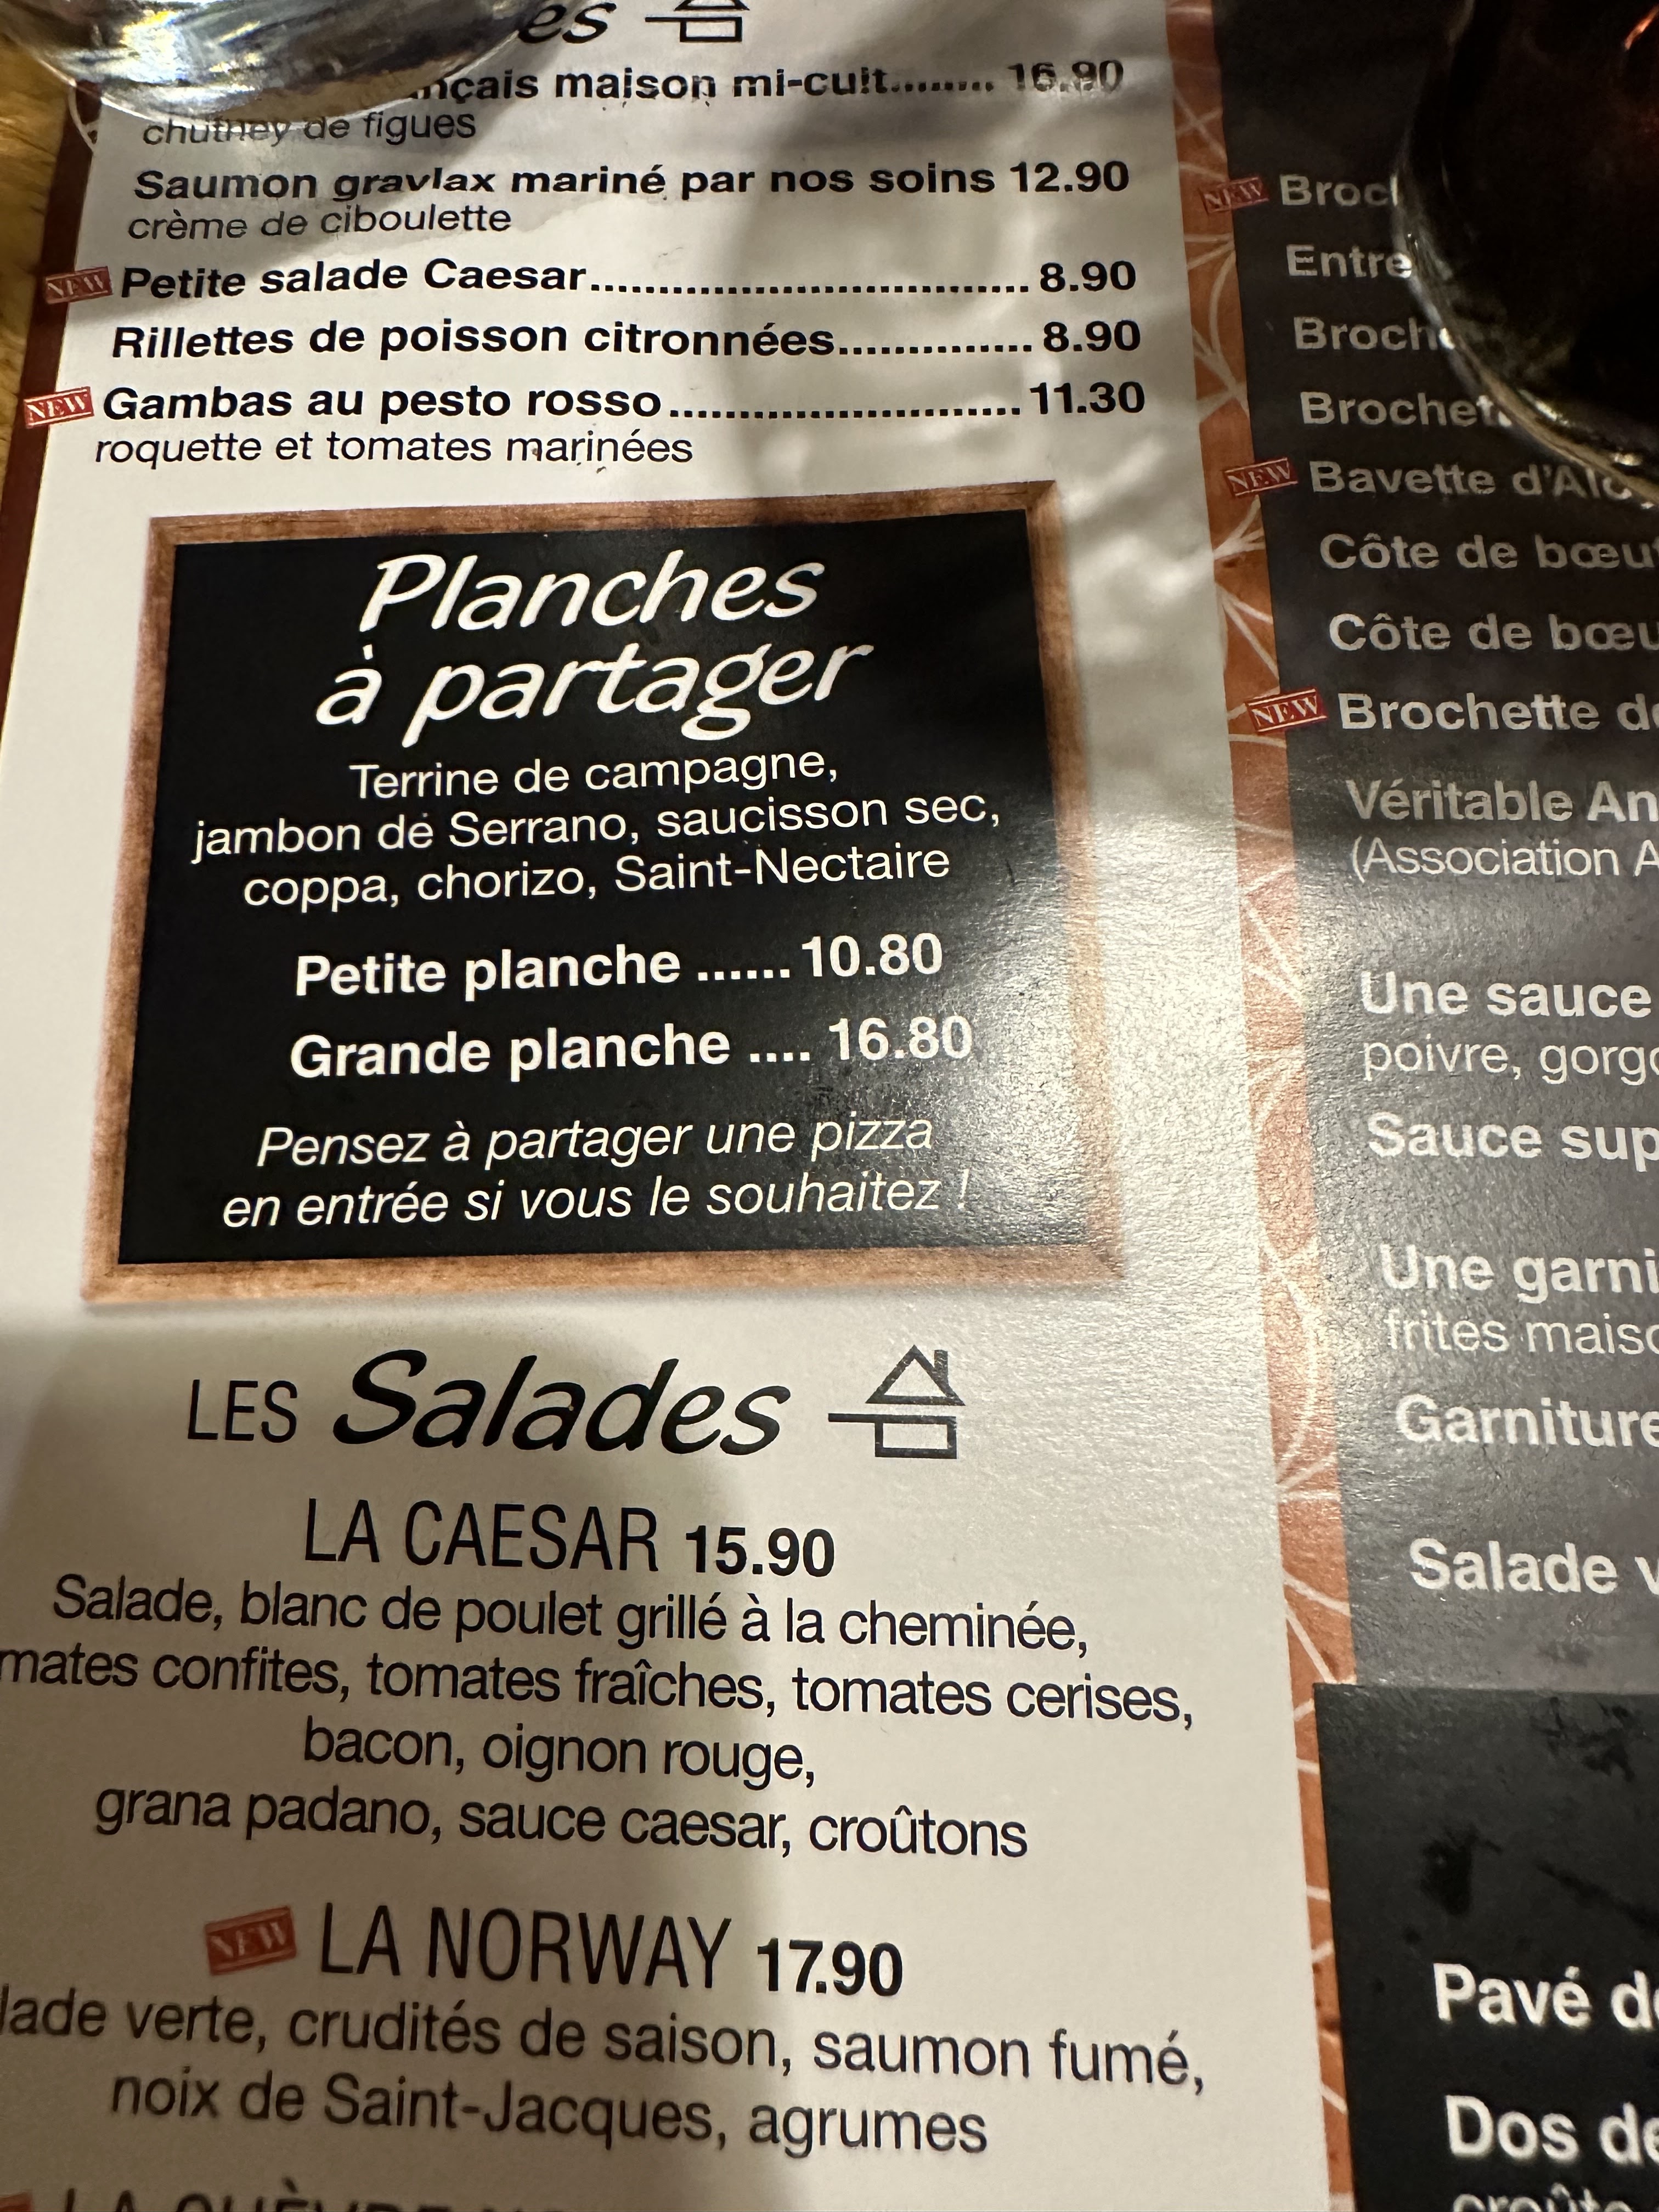 es
nçais maison mi-cuit........ 16.90
chutney de figues
Saumon gravlax mariné par nos soins 12.90
crème de ciboulette
NEW Petite salade Caesar................................ 8.90
Rillettes de poisson citronnées.............. 8.90
NEW Gambas au pesto rosso.......................... 11.30
roquette et tomates marinées
Planches
à partager
Terrine de campagne,
jambon de Serrano, saucisson sec,
coppa, chorizo, Saint-Nectaire
Petite planche ...... 10.80
Grande planche .... 16.80
Pensez à partager une pizza
en entrée si vous le souhaitez !
LES Salades
LA CAESAR 15.90
Salade, blanc de poulet grillé à la cheminée,
mates confites, tomates fraîches, tomates cerises,
bacon, oignon rouge,
grana padano, sauce caesar, croûtons
NEW LA NORWAY 17.90
lade verte, crudités de saison, saumon fumé,
noix de Saint-Jacques, agrumes
NEW Broc
Entre
Broch
Brochet
NEW Bavette d'Al
Côte de bœuf
Côte de bœu
NEW Brochette de
Véritable An
(Association A
Une sauce
poivre, gorgo
Sauce sup
Une garni
frites maiso
Garniture
Salade v
Pavé de
Dos de